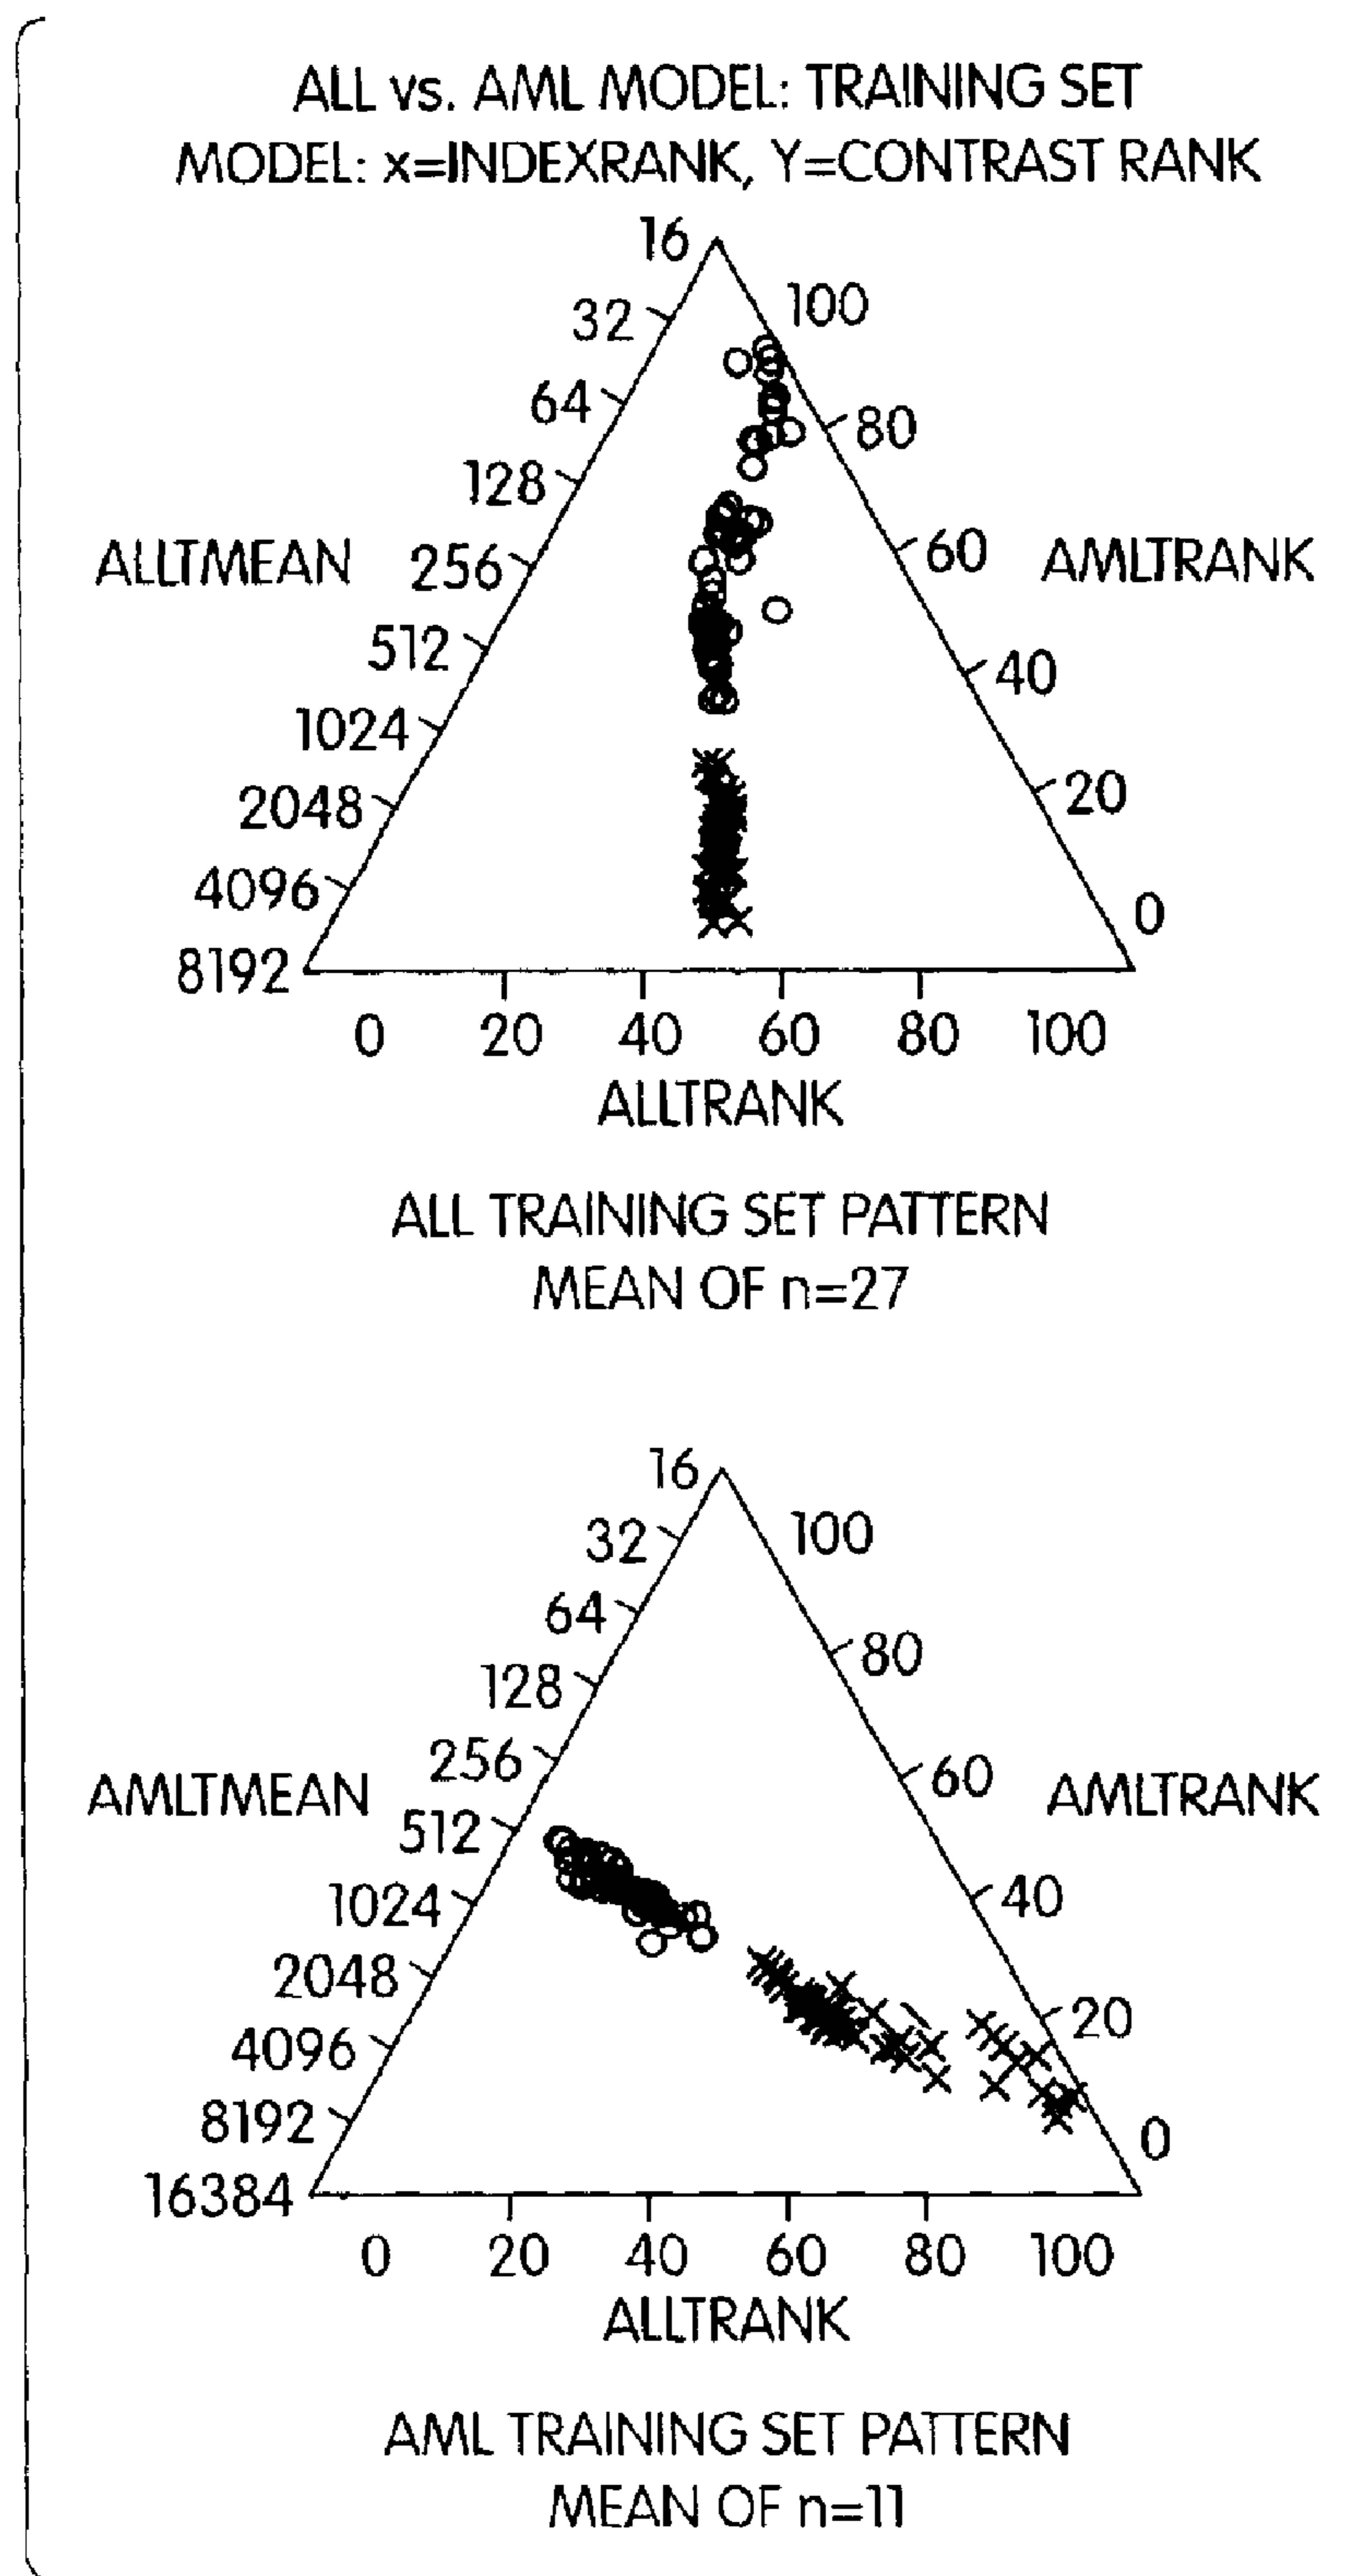 ALL vs. AML MODEL: TRAINING SET
MODEL: x=INDEXRANK, Y=CONTRAST RANK
16
32
64
128
256
512
1024
2048
4096
8192
ALLTMEAN
100
80
60
40
20
0
AMLTRANK
0 20 40 60 80 100
ALLTRANK
ALL TRAINING SET PATTERN
MEAN OF n=27
16
32
64
128
256
512
1024
2048
4096
8192
16384
AMLTMEAN
100
80
60
40
20
0
AMLTRANK
0 20 40 60 80 100
ALLTRANK
AML TRAINING SET PATTERN
MEAN OF n=11